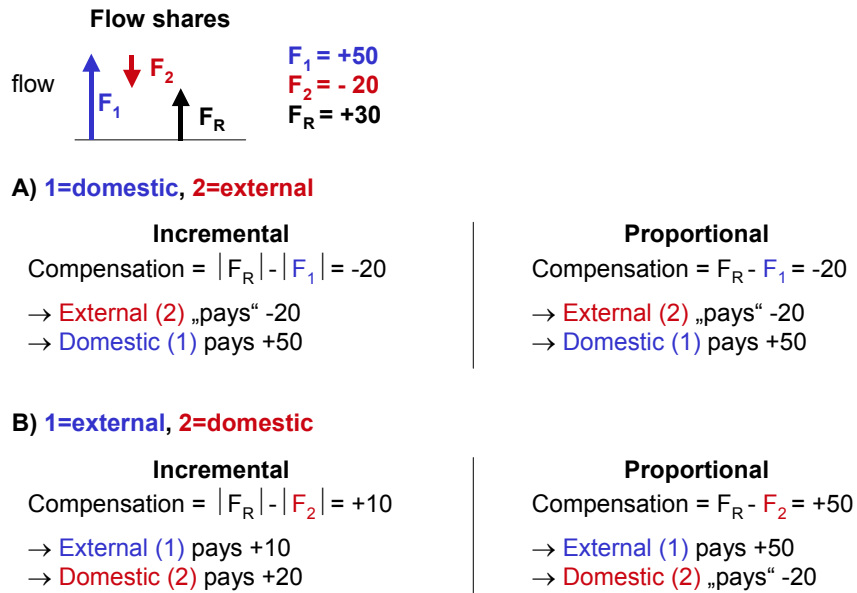 Flow shares
flow
F1
F2
FR
F1 = +50
F2 = - 20
FR = +30
A) 1=domestic, 2=external
Incremental
Compensation = |FR|-|F1| = -20
→ External (2) „pays“ -20
→ Domestic (1) pays +50
Proportional
Compensation = FR- F1 = -20
→ External (2) „pays“ -20
→ Domestic (1) pays +50
B) 1=external, 2=domestic
Incremental
Compensation = |FR|-|F2| = +10
→ External (1) pays +10
→ Domestic (2) pays +20
Proportional
Compensation = FR- F2 = +50
→ External (1) pays +50
→ Domestic (2) „pays“ -20